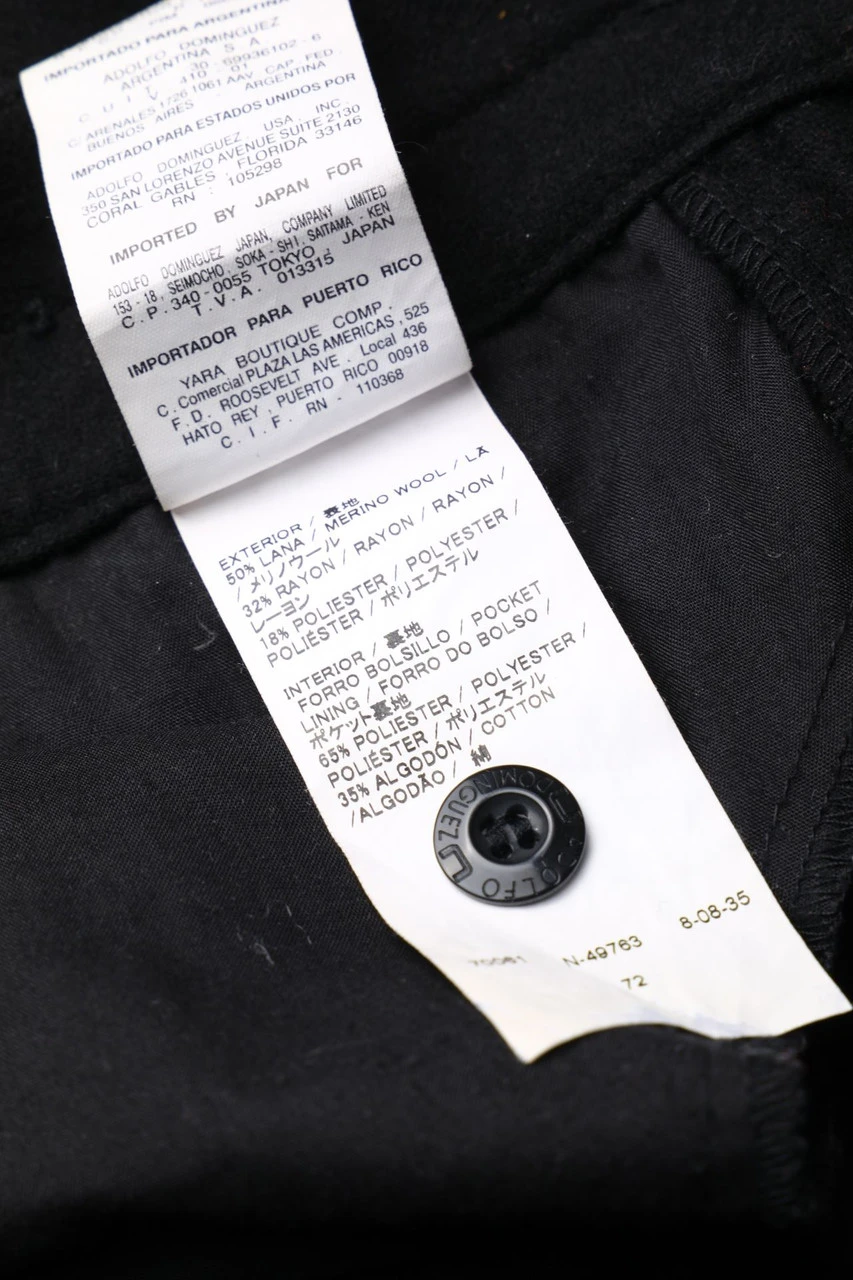 IMPORTADO PARA ARGENTINA
ADOLFO DOMINGUEZ
ARGENTINA S A
30-69936102-6
C U I T
C/ ARENALES 1726 1061 AAV CAP. FED.
BUENOS AIRES - ARGENTINA
IMPORTADO PARA ESTADOS UNIDOS POR
ADOLFO DOMINGUEZ, USA, INC.
350 SAN LORENZO AVENUE SUITE 2130
CORAL GABLES, FLORIDA 33146
RN : 105298
IMPORTED BY JAPAN FOR
ADOLFO DOMINGUEZ JAPAN, COMPANY LIMITED
153-18, SEIMOCHO, SOKA-SHI, SAITAMA-KEN
C.P. 340-0055 TOKYO, JAPAN
T.V.A. 013315
IMPORTADOR PARA PUERTO RICO
YARA BOUTIQUE COMP.
C.Comercial PLAZA LAS AMERICAS, 525
F.D. ROOSEVELT AVE. Local 436
HATO REY, PUERTO RICO 00918
C.I.F. RN - 110368
EXTERIOR / 裏地
50% LANA / MERINO WOOL / LÃ
/ メリノウール
32% RAYON / RAYON / RAYON /
レーヨン
18% POLIESTER / POLYESTER /
POLIÉSTER / ポリエステル
INTERIOR / 裏地
FORRO BOLSILLO / POCKET
LINING / FORRO DO BOLSO /
ポケット裏地
65% POLIESTER / POLYESTER /
POLIÉSTER / ポリエステル
35% ALGODÓN / COTTON
/ALGODÃO / 綿
DOMINGUEZ
N-49763 8-08-35
72